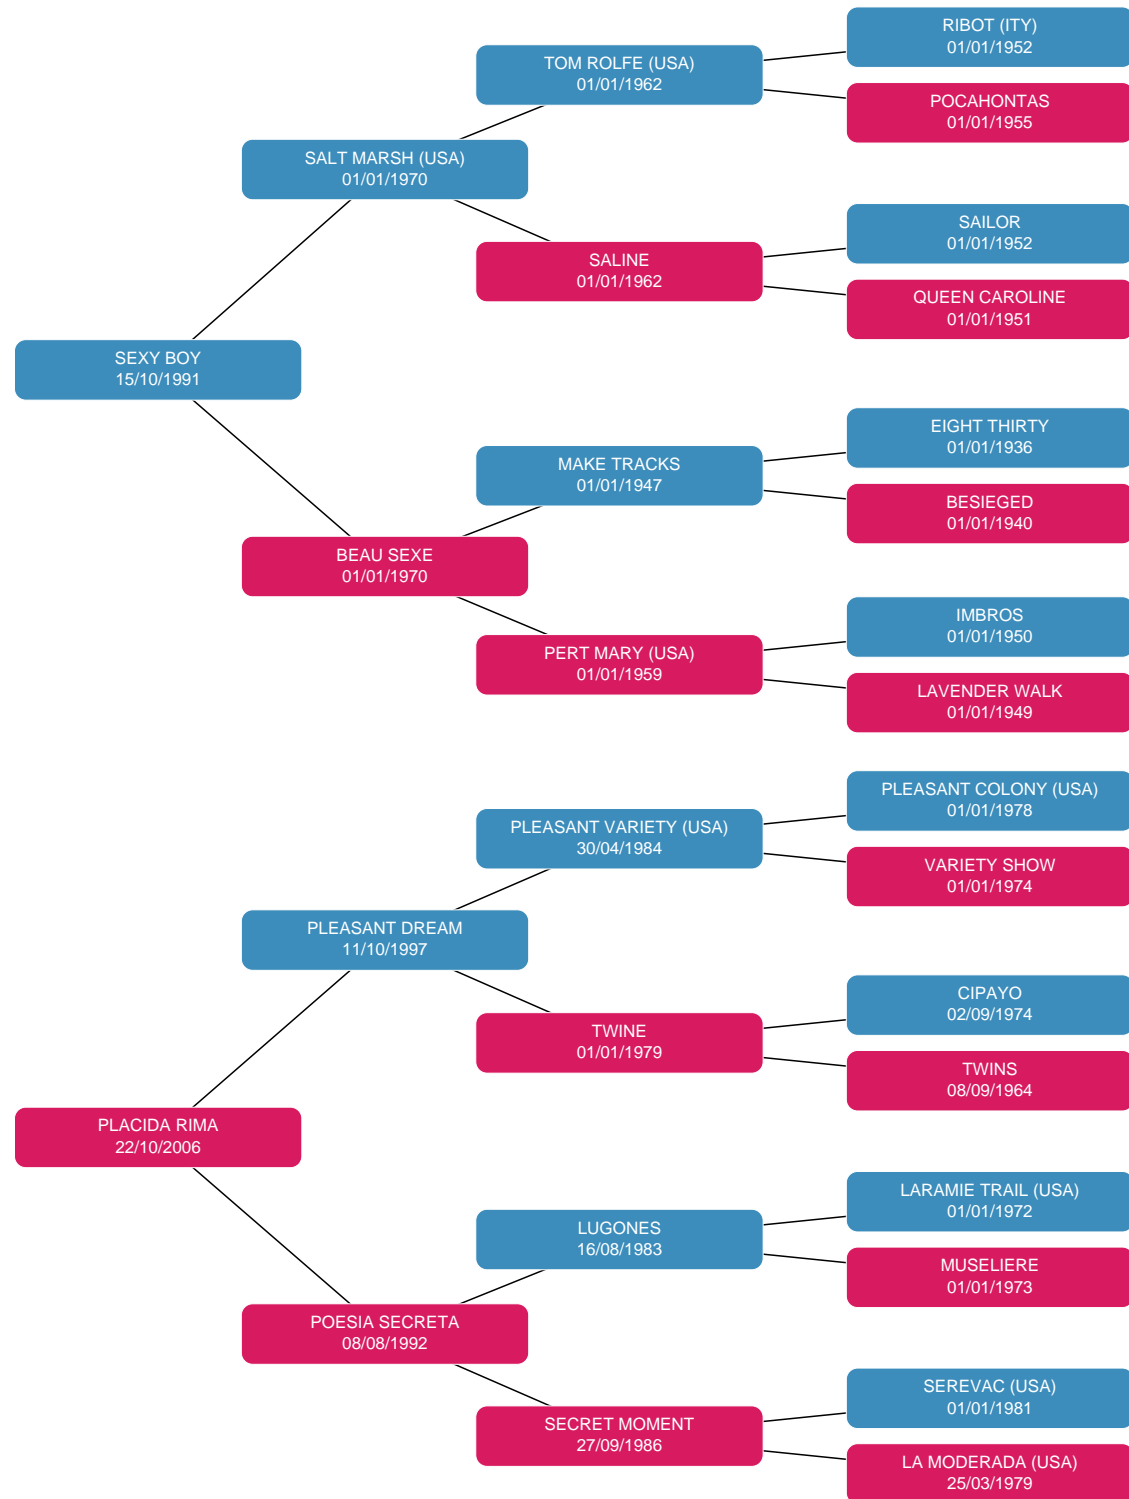 RIBOT (ITY)
01/01/1952
TOM ROLFE (USA)
01/01/1962
POCAHONTAS
01/01/1955
SALT MARSH (USA)
01/01/1970
SAILOR
01/01/1952
SALINE
01/01/1962
QUEEN CAROLINE
01/01/1951
SEXY BOY
15/10/1991
EIGHT THIRTY
01/01/1936
MAKE TRACKS
01/01/1947
BESIEGED
01/01/1940
BEAU SEXE
01/01/1970
IMBROS
01/01/1950
PERT MARY (USA)
01/01/1959
LAVENDER WALK
01/01/1949
PLEASANT COLONY (USA)
01/01/1978
PLEASANT VARIETY (USA)
30/04/1984
VARIETY SHOW
01/01/1974
PLEASANT DREAM
11/10/1997
CIPAYO
02/09/1974
TWINE
01/01/1979
TWINS
08/09/1964
PLACIDA RIMA
22/10/2006
LARAMIE TRAIL (USA)
01/01/1972
LUGONES
16/08/1983
MUSELIERE
01/01/1973
POESIA SECRETA
08/08/1992
SEREVAC (USA)
01/01/1981
SECRET MOMENT
27/09/1986
LA MODERADA (USA)
25/03/1979